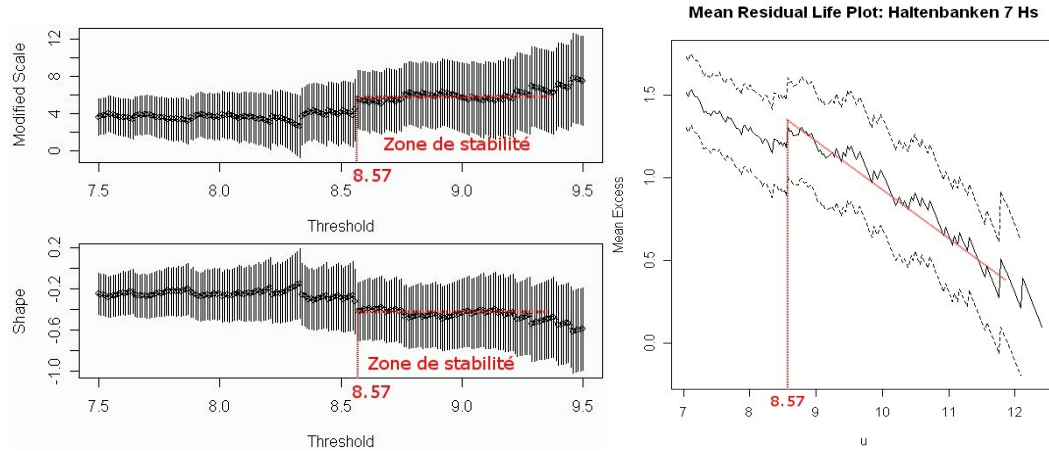 Modified Scale
0 4 8 12
Zone de stabilité
8.57
7.5 8.0 8.5 9.0 9.5
Threshold
Shape
-1.0 -0.6 -0.2 0.2
Zone de stabilité
8.57
7.5 8.0 8.5 9.0 9.5
Threshold
Mean Residual Life Plot: Haltenbanken 7 Hs
Mean Excess
0.0 0.5 1.0 1.5
8.57
7 8 9 10 11 12
u